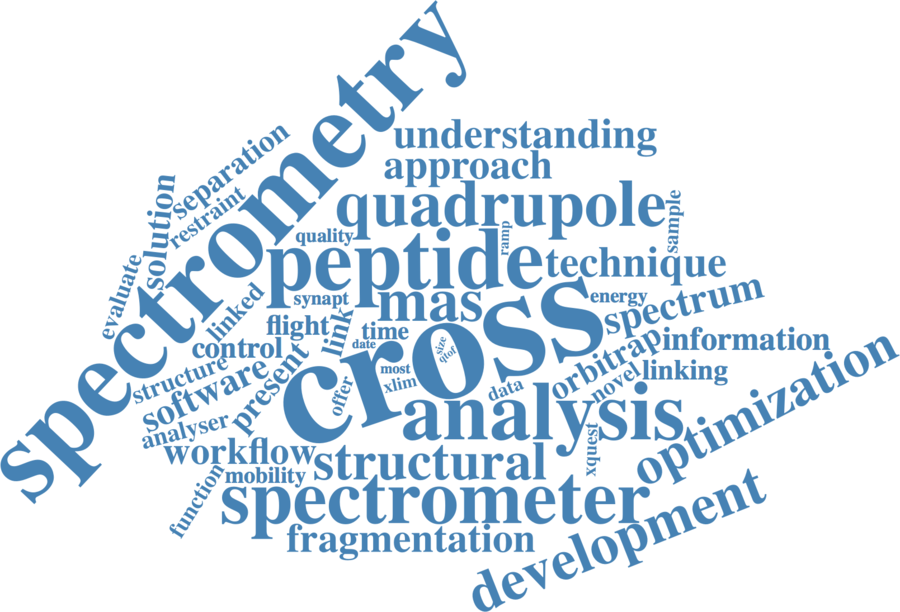 spectrometry
understanding
approach
separation
restraint
solution
quadrupole
sample
ramp
quality
peptide
technique
evaluate
linked
synapt
mas
energy
spectrum
flight
link
time
date
cross
size
qtof
orbitrap
information
control
structure
software
present
most
xlim
offer
data
novel
linking
analysis
optimization
analyser
workflow
structural
xquest
mobility
function
spectrometer
fragmentation
development